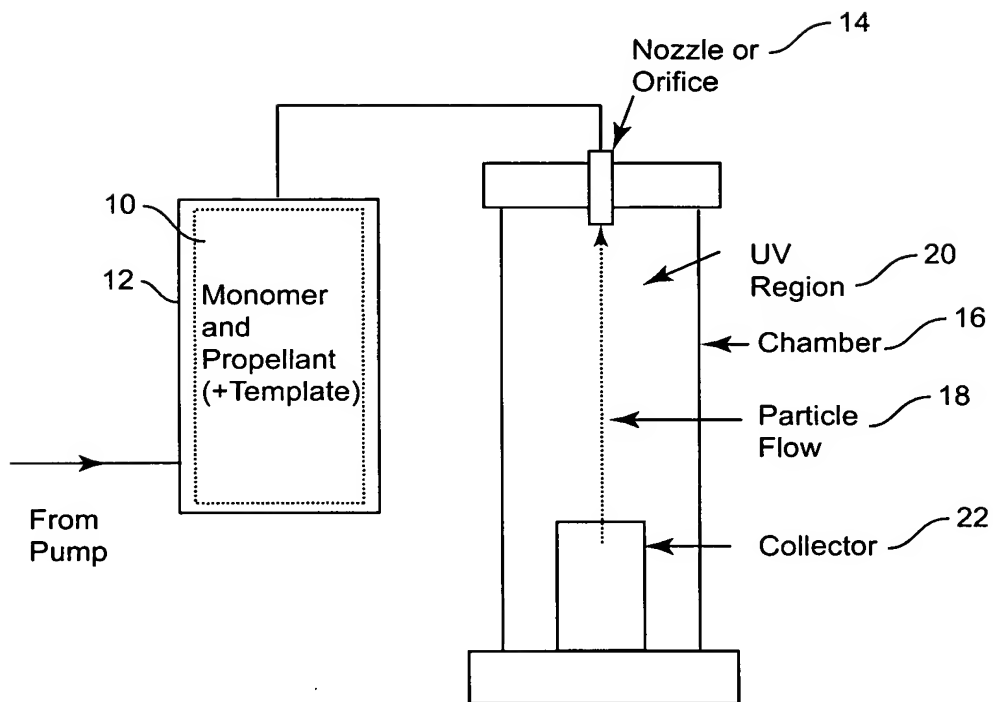 14
Nozzle or
Orifice
10
12
Monomer
and
Propellant
(+Template)
UV
Region
20
Chamber
16
Particle
Flow
18
From
Pump
Collector
22